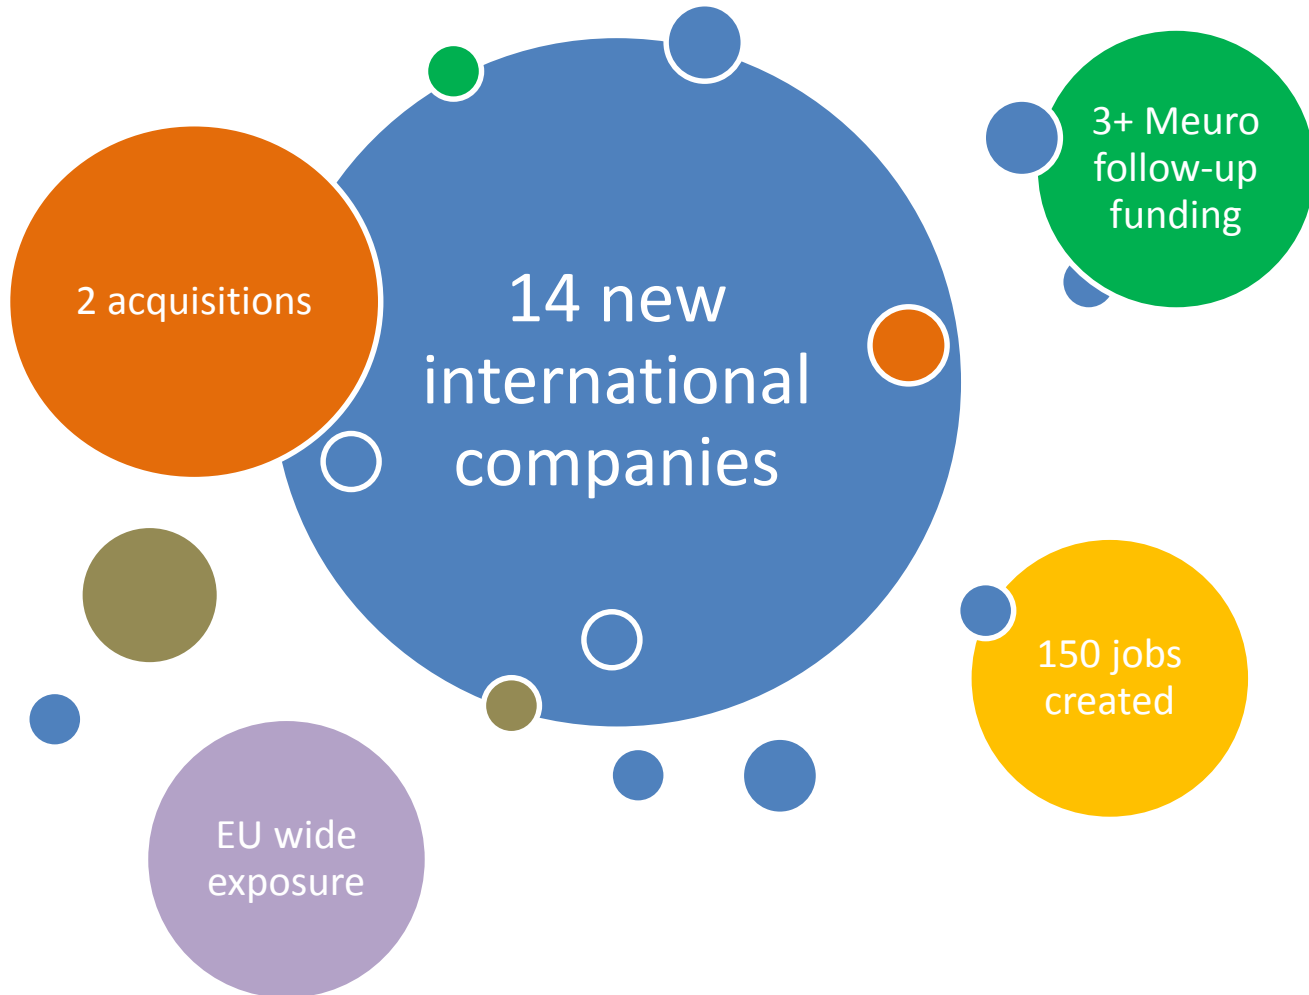 3+ Meuro
follow-up
funding
2 acquisitions
14 new
international
companies
150 jobs
created
EU wide
exposure